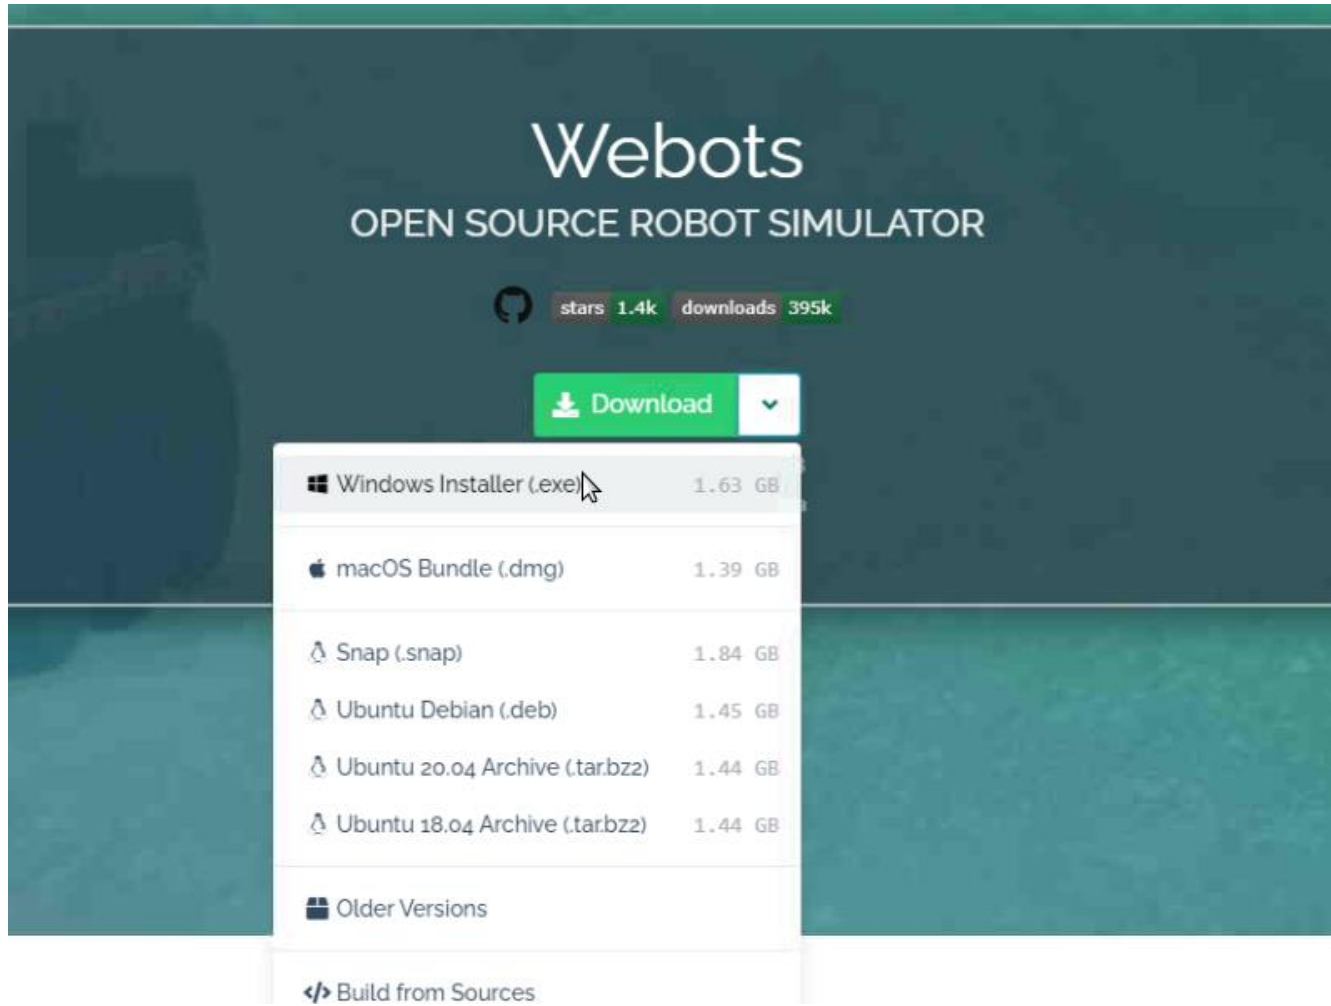 Webots
OPEN SOURCE ROBOT SIMULATOR
stars 1.4k downloads 395k
Download
Windows Installer (.exe) 1.63 GB
macOS Bundle (.dmg) 1.39 GB
Snap (.snap) 1.84 GB
Ubuntu Debian (.deb) 1.45 GB
Ubuntu 20.04 Archive (.tar.bz2) 1.44 GB
Ubuntu 18.04 Archive (.tar.bz2) 1.44 GB
Older Versions
Build from Sources